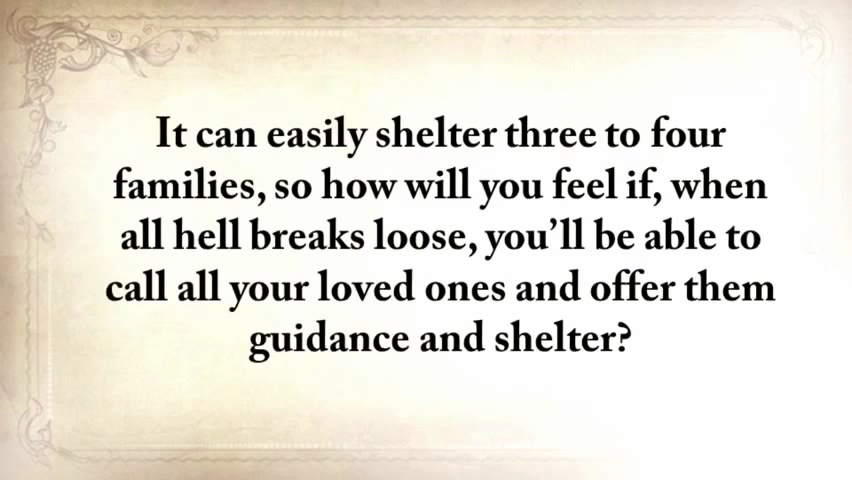 It can easily shelter three to four
families, so how will you feel if, when
all hell breaks loose, you’ll be able to
call all your loved ones and offer them
guidance and shelter?